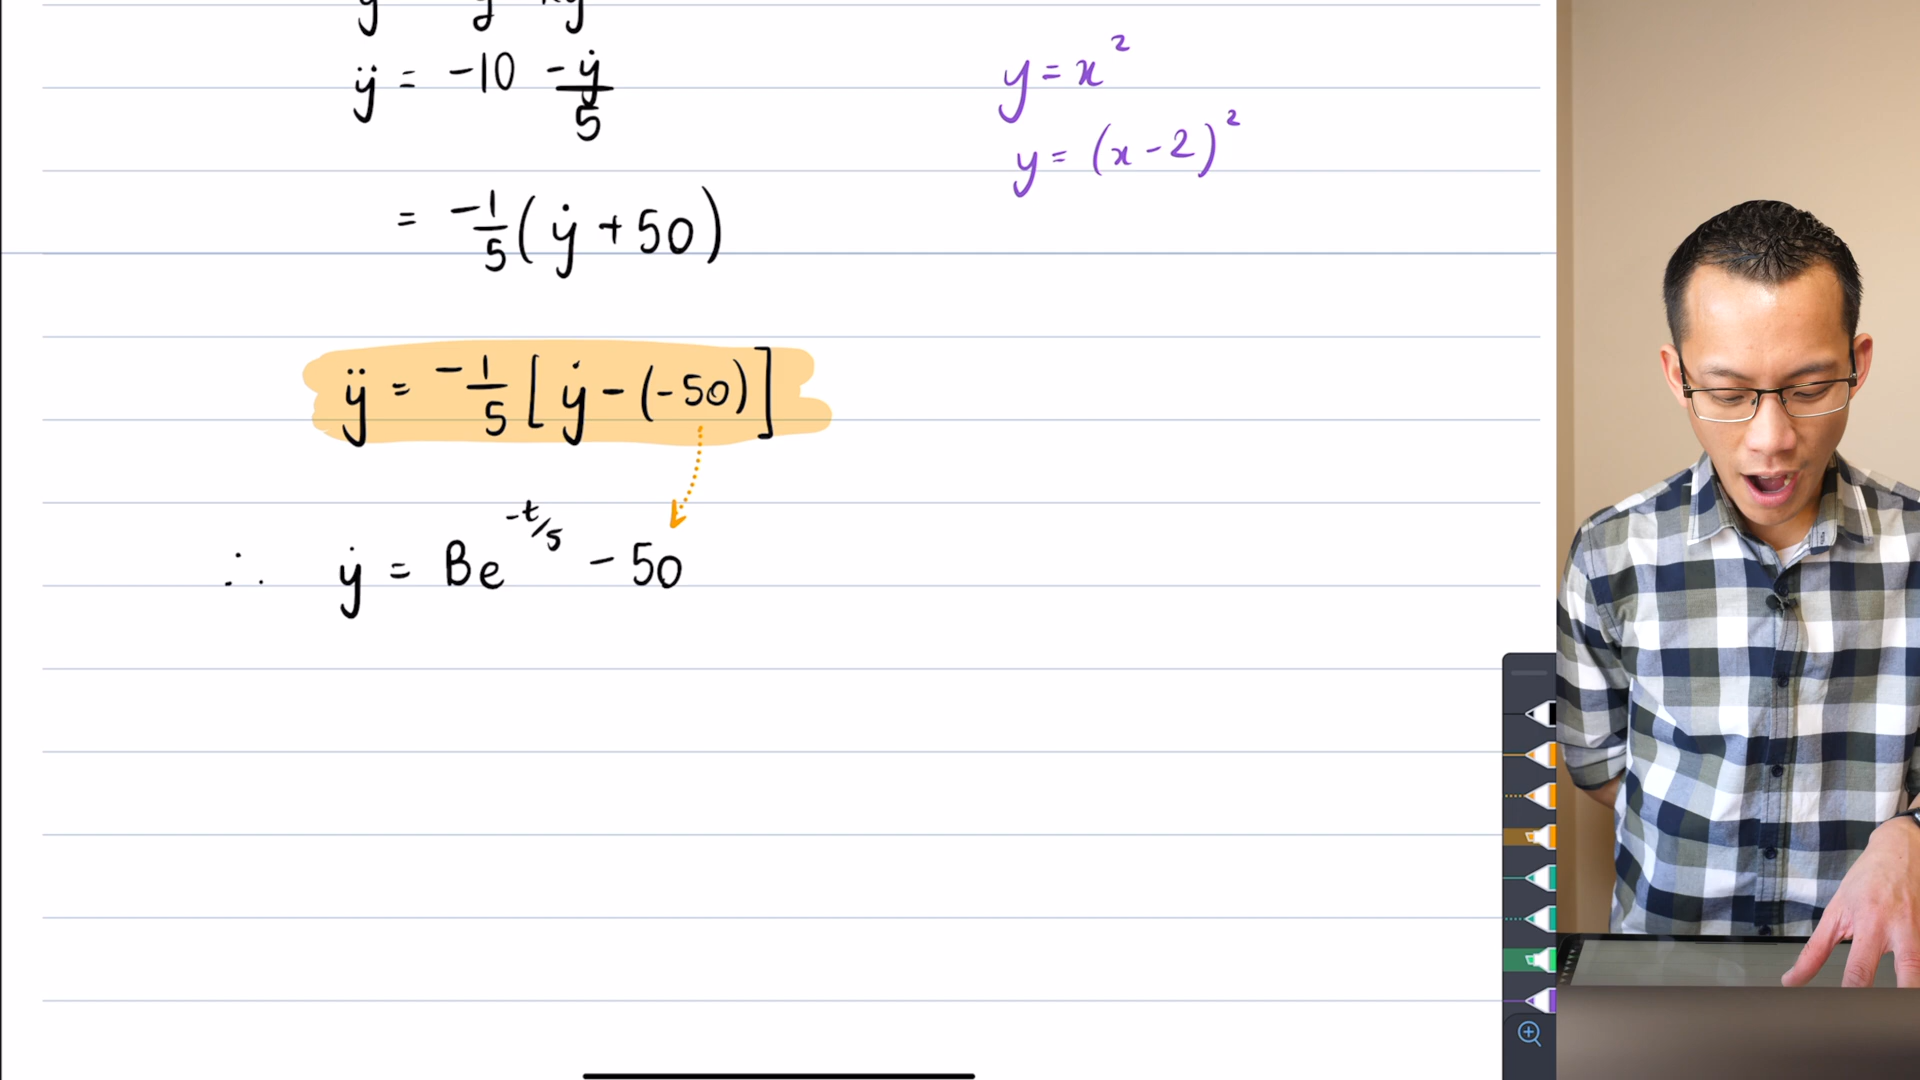 ÿ = -10 -ẏ/5
= -1/5(ẏ + 50)
ÿ = -1/5[ẏ - (-50)]
∴ ẏ = Be^(-t/5) - 50
y = x²
y = (x - 2)²